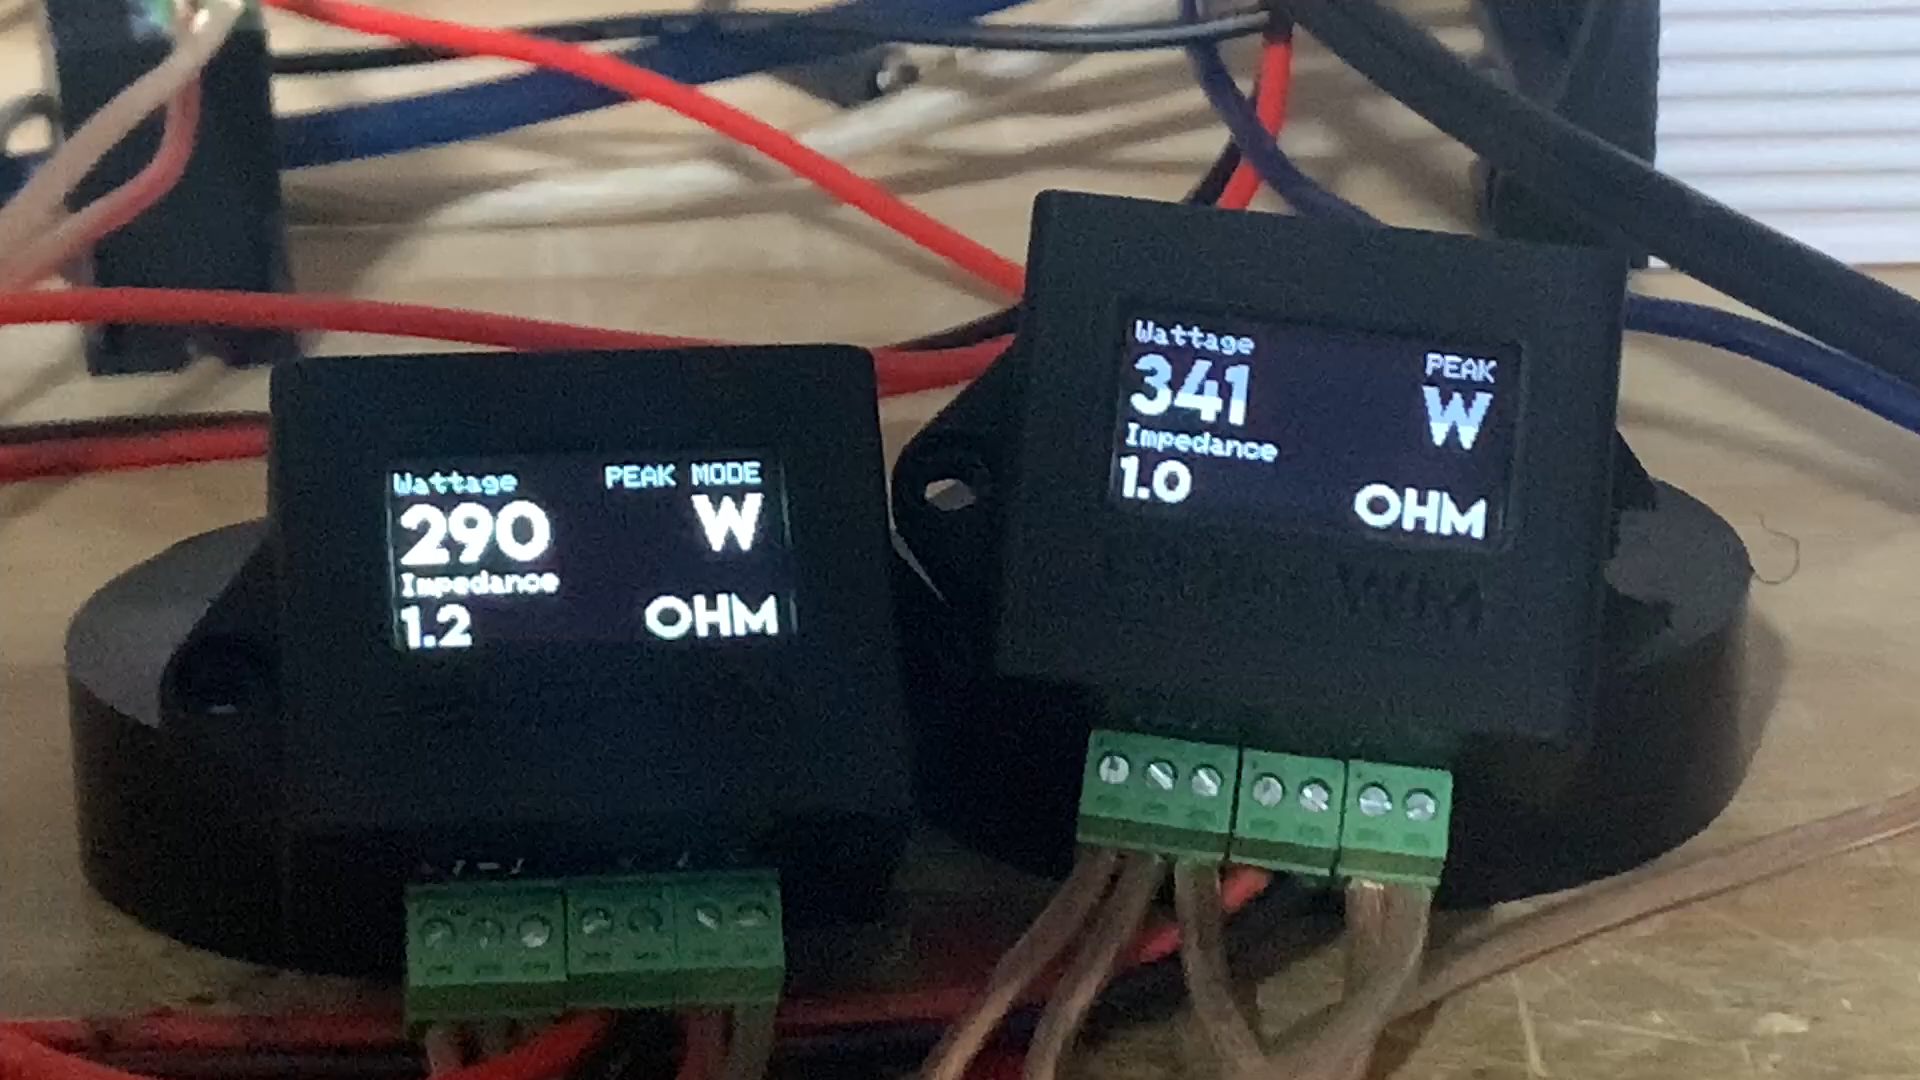 Wattage PEAK MODE
290 W
Impedance
1.2 OHM
Wattage
PEAK
341 W
Impedance
1.0 OHM